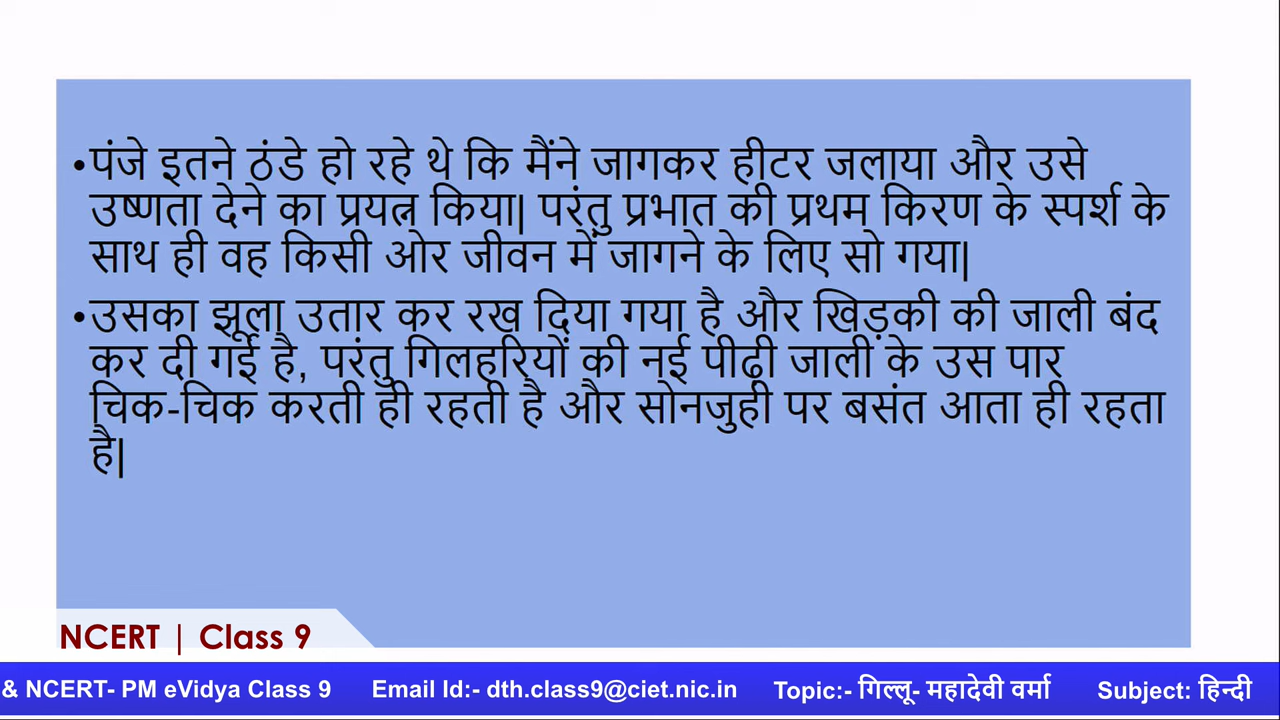 •पंजे इतने ठंडे हो रहे थे कि मैंने जागकर हीटर जलाया और उसे
उष्णता देने का प्रयत्न किया| परंतु प्रभात की प्रथम किरण के स्पर्श के
साथ ही वह किसी ओर जीवन में जागने के लिए सो गया|
•उसका झूला उतार कर रख दिया गया है और खिड़की की जाली बंद
कर दी गई है, परंतु गिलहरियों की नई पीढ़ी जाली के उस पार
चिक-चिक करती ही रहती है और सोनजुही पर बसंत आता ही रहता
है|
NCERT | Class 9
& NCERT- PM eVidya Class 9 Email Id:- dth.class9@ciet.nic.in Topic:- गिल्लू- महादेवी वर्मा Subject: हिन्दी